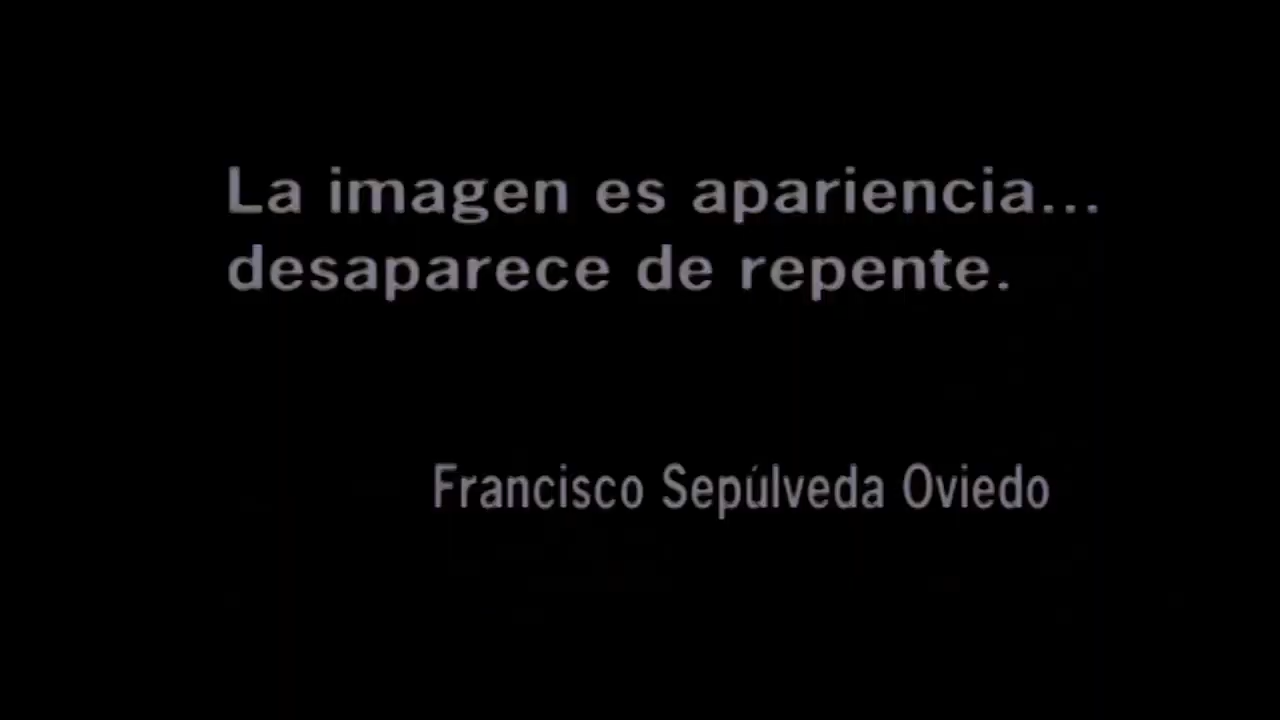 La imagen es apariencia...
desaparece de repente.
Francisco Sepúlveda Oviedo